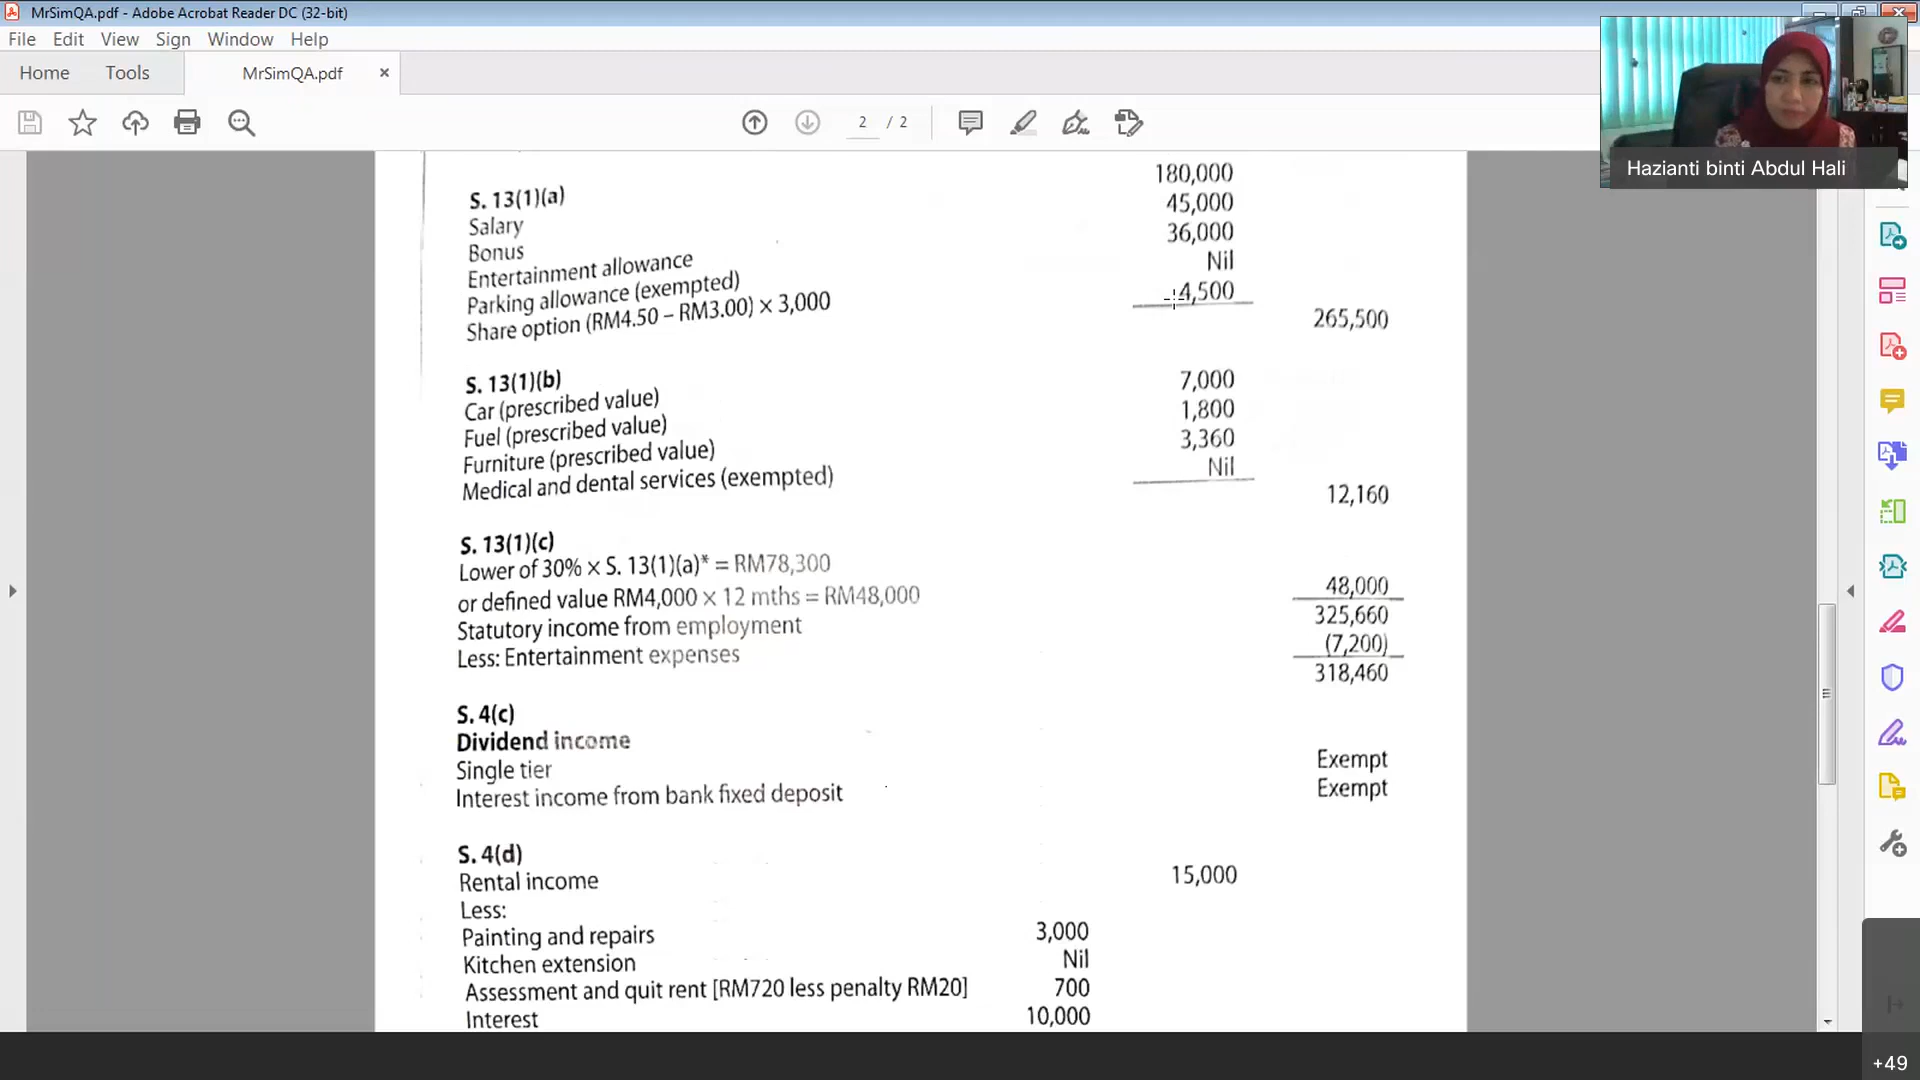 MrSimQA.pdf - Adobe Acrobat Reader DC (32-bit)
File Edit View Sign Window Help
Home Tools MrSimQA.pdf
2 / 2
Hazianti binti Abdul Hali
S. 13(1)(a)
Salary 180,000
Bonus 45,000
Entertainment allowance 36,000
Parking allowance (exempted) Nil
Share option (RM4.50 – RM3.00) × 3,000 4,500
265,500
S. 13(1)(b)
Car (prescribed value) 7,000
Fuel (prescribed value) 1,800
Furniture (prescribed value) 3,360
Medical and dental services (exempted) Nil
12,160
S. 13(1)(c)
Lower of 30% × S. 13(1)(a)* = RM78,300
or defined value RM4,000 × 12 mths = RM48,000 48,000
Statutory income from employment 325,660
Less: Entertainment expenses (7,200)
318,460
S. 4(c)
Dividend income
Single tier Exempt
Interest income from bank fixed deposit Exempt
S. 4(d)
Rental income 15,000
Less:
Painting and repairs 3,000
Kitchen extension Nil
Assessment and quit rent [RM720 less penalty RM20] 700
Interest 10,000
+49